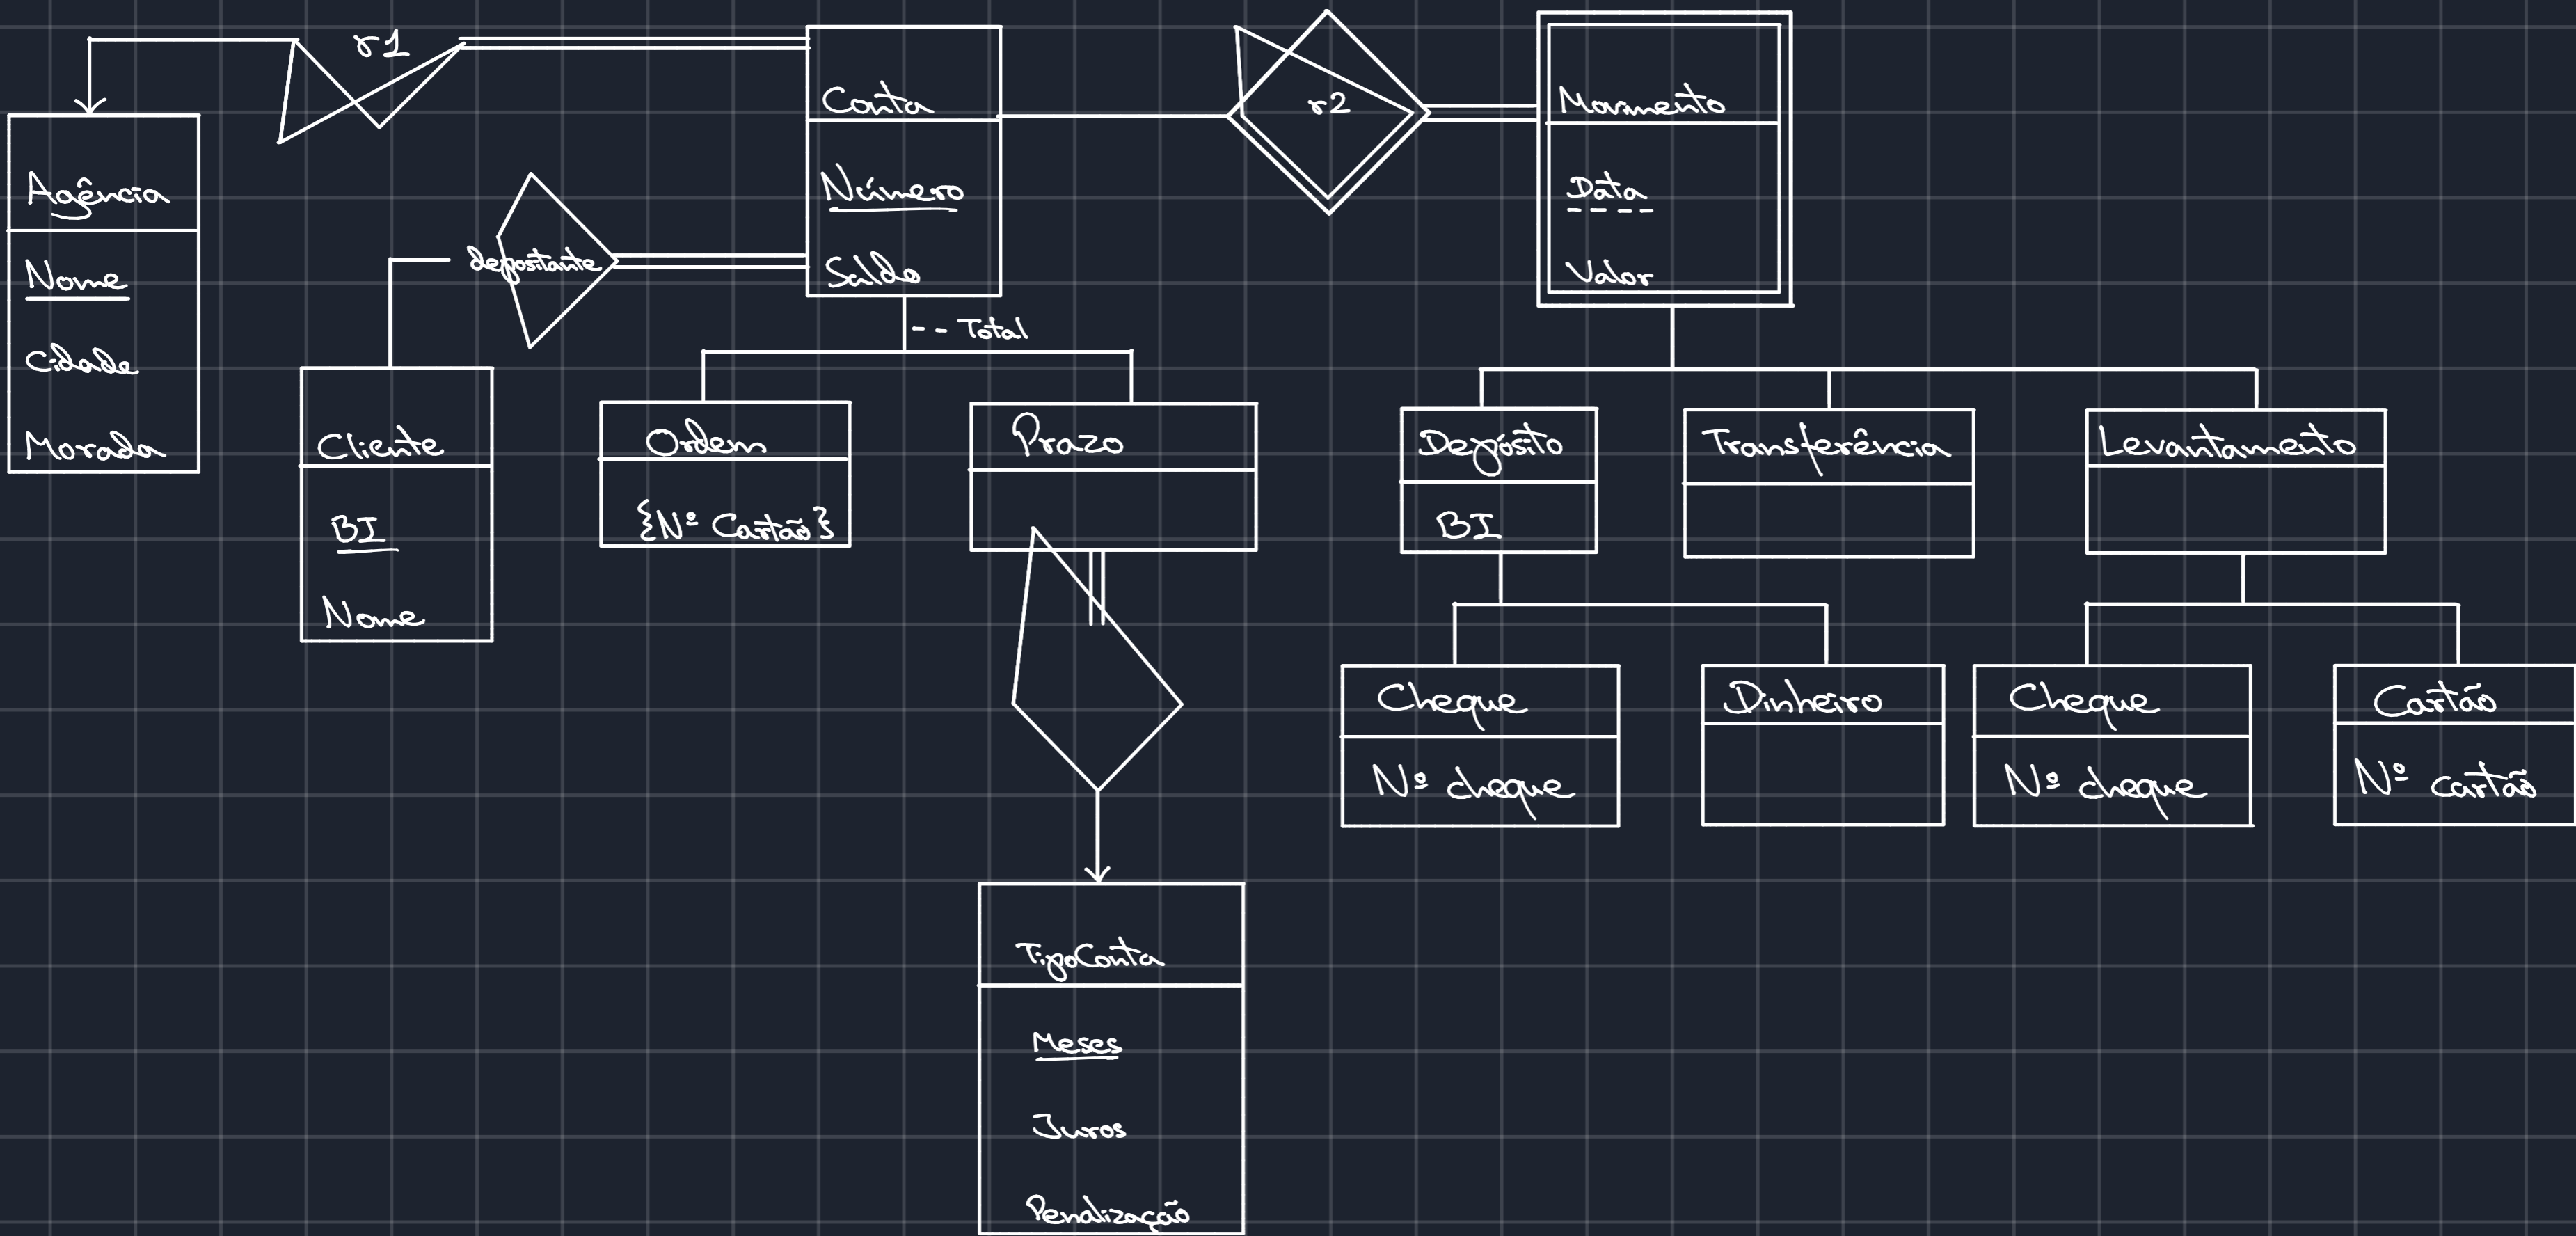 r1
Agência
Nome
Cidade
Morada
depositante
Cliente
BI
Nome
Conta
Número
Saldo
-- Total
Ordem
{Nº Cartão}
Prazo
TipoConta
Meses
Juros
Penalização
r2
Movimento
Data
Valor
Depósito
BI
Transferência
Levantamento
Cheque
Nº cheque
Dinheiro
Cheque
Nº cheque
Cartão
Nº cartão